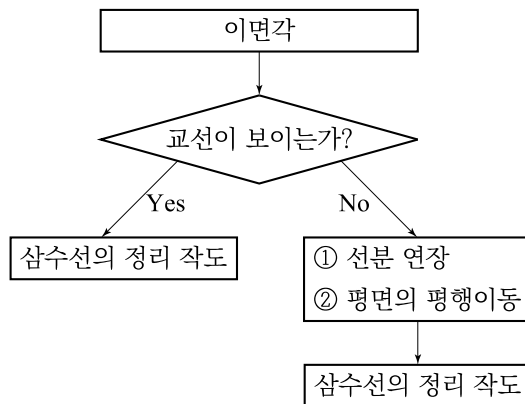 이면각
교선이 보이는가?
Yes
No
삼수선의 정리 작도
① 선분 연장
② 평면의 평행이동
삼수선의 정리 작도